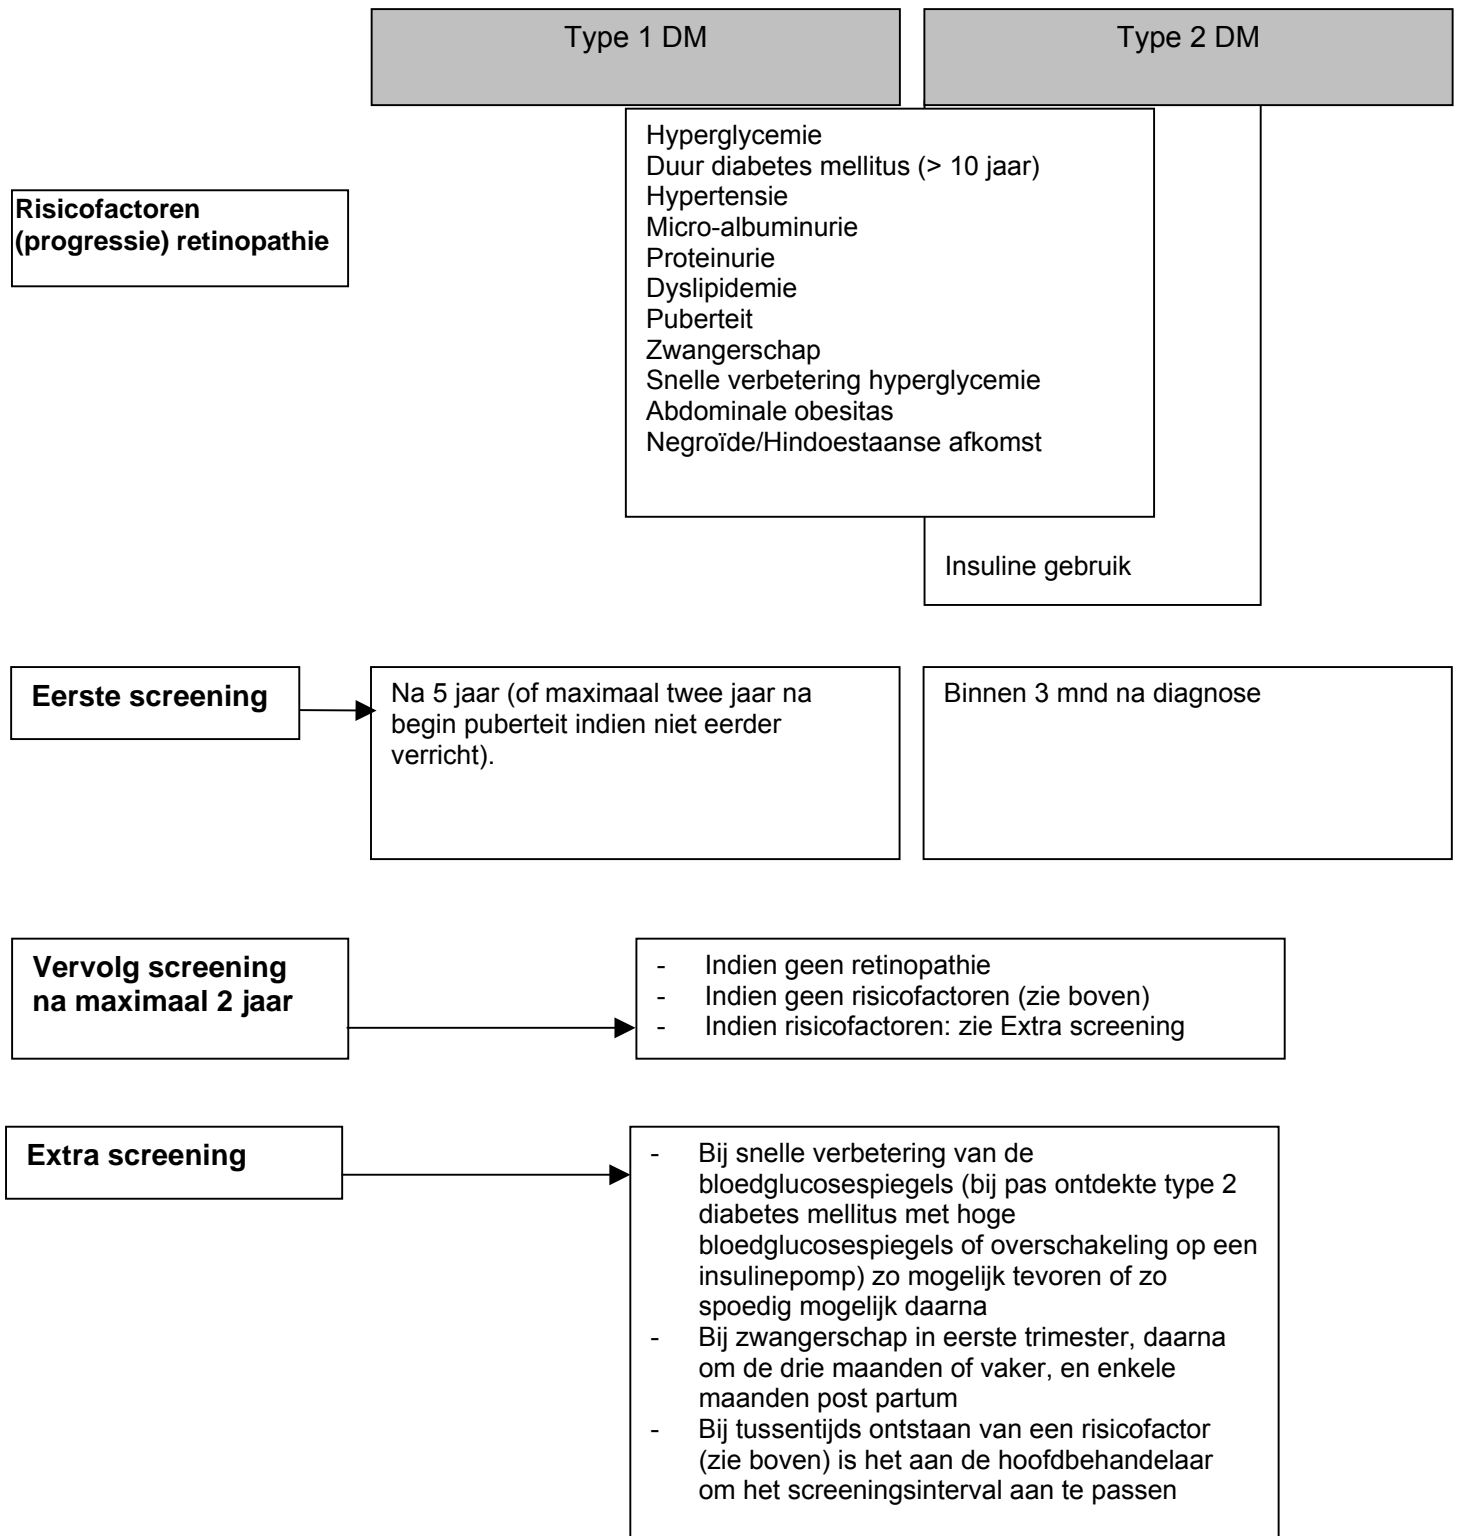 Type 1 DM
Type 2 DM
Risicofactoren
(progressie) retinopathie
Hyperglycemie
Duur diabetes mellitus (> 10 jaar)
Hypertensie
Micro-albuminurie
Proteinurie
Dyslipidemie
Puberteit
Zwangerschap
Snelle verbetering hyperglycemie
Abdominale obesitas
Negroïde/Hindoestaanse afkomst
Insuline gebruik
Eerste screening
Na 5 jaar (of maximaal twee jaar na
begin puberteit indien niet eerder
verricht).
Binnen 3 mnd na diagnose
Vervolg screening
na maximaal 2 jaar
- Indien geen retinopathie
- Indien geen risicofactoren (zie boven)
- Indien risicofactoren: zie Extra screening
Extra screening
- Bij snelle verbetering van de
bloedglucosespiegels (bij pas ontdekte type 2
diabetes mellitus met hoge
bloedglucosespiegels of overschakeling op een
insulinepomp) zo mogelijk tevoren of zo
spoedig mogelijk daarna
- Bij zwangerschap in eerste trimester, daarna
om de drie maanden of vaker, en enkele
maanden post partum
- Bij tussentijds ontstaan van een risicofactor
(zie boven) is het aan de hoofdbehandelaar
om het screeningsinterval aan te passen